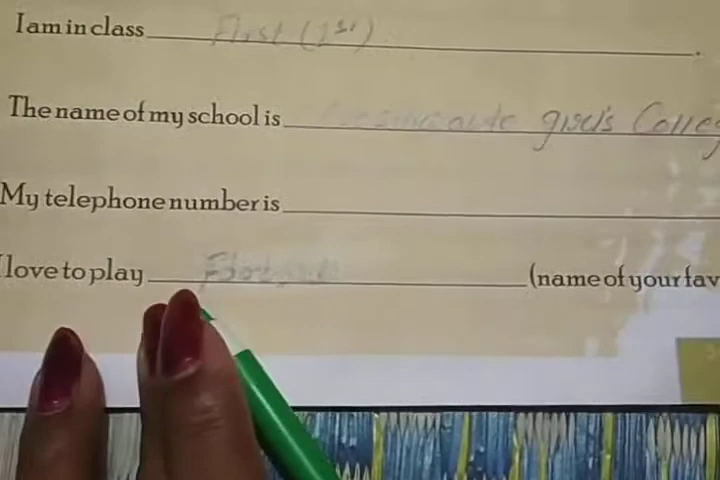 I am in class First (1st) .
The name of my school is girls Colleg
My telephone number is
I love to play (name of your fav